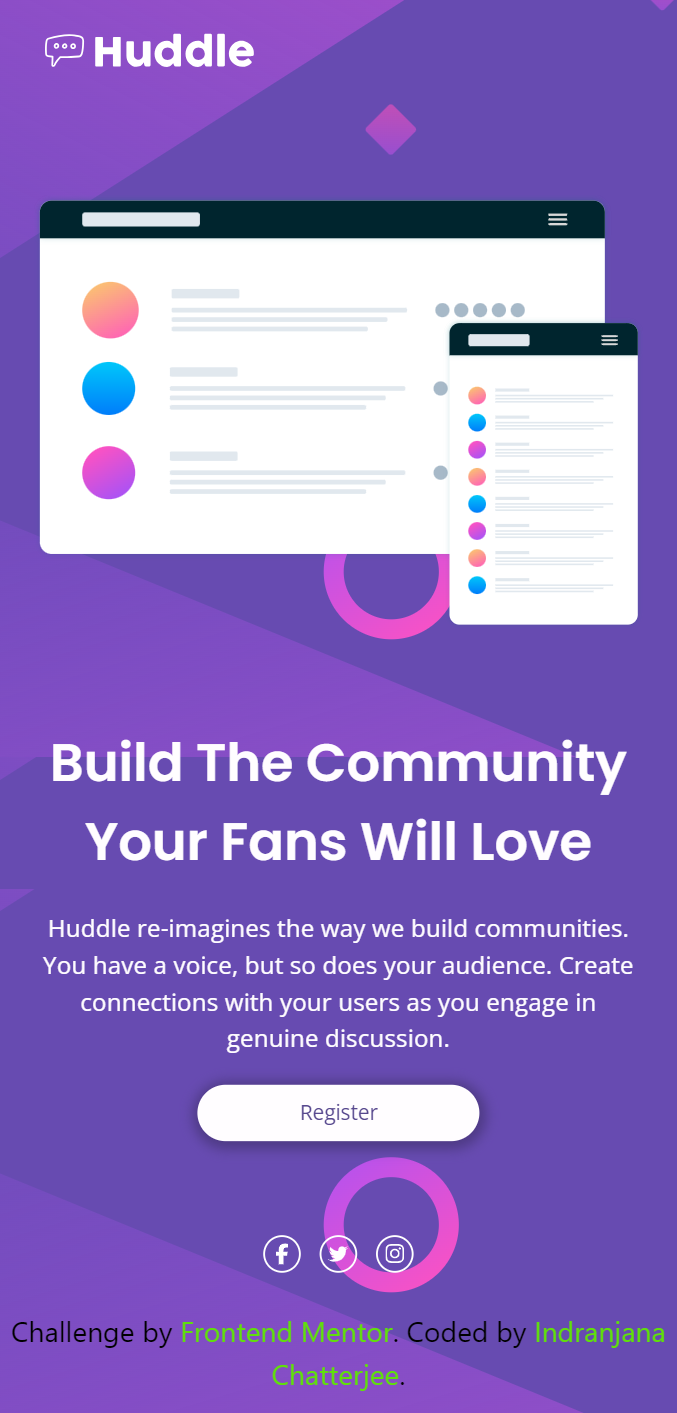 Huddle
Build The Community
Your Fans Will Love
Huddle re-imagines the way we build communities.
You have a voice, but so does your audience. Create
connections with your users as you engage in
genuine discussion.
Register
Challenge by Frontend Mentor. Coded by Indranjana
Chatterjee.